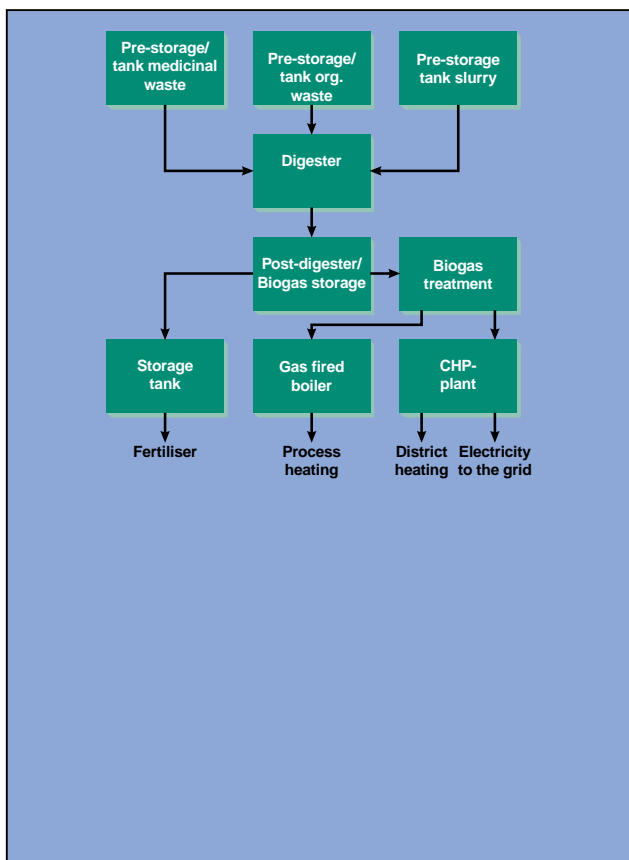 Pre-storage/
tank medicinal
waste
Pre-storage/
tank org.
waste
Pre-storage
tank slurry
Digester
Post-digester/
Biogas storage
Biogas
treatment
Storage
tank
Gas fired
boiler
CHP-
plant
Fertiliser
Process
heating
District
heating
Electricity
to the grid